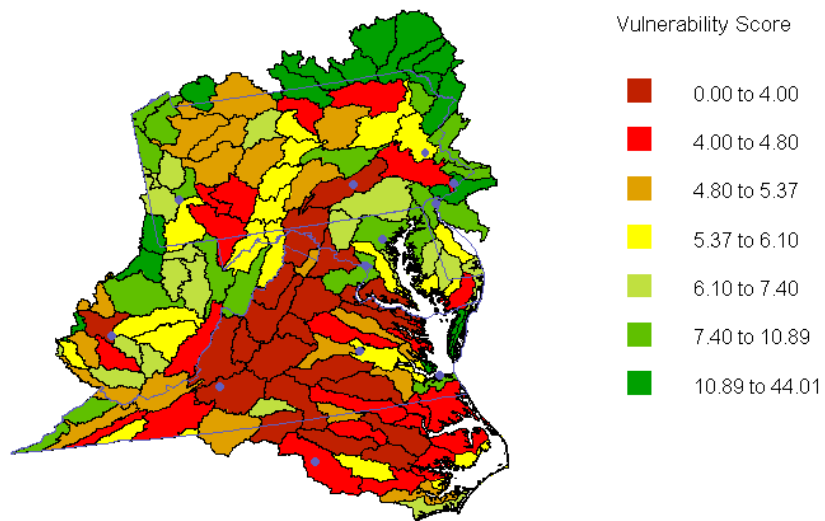 Vulnerability Score
0.00 to 4.00
4.00 to 4.80
4.80 to 5.37
5.37 to 6.10
6.10 to 7.40
7.40 to 10.89
10.89 to 44.01